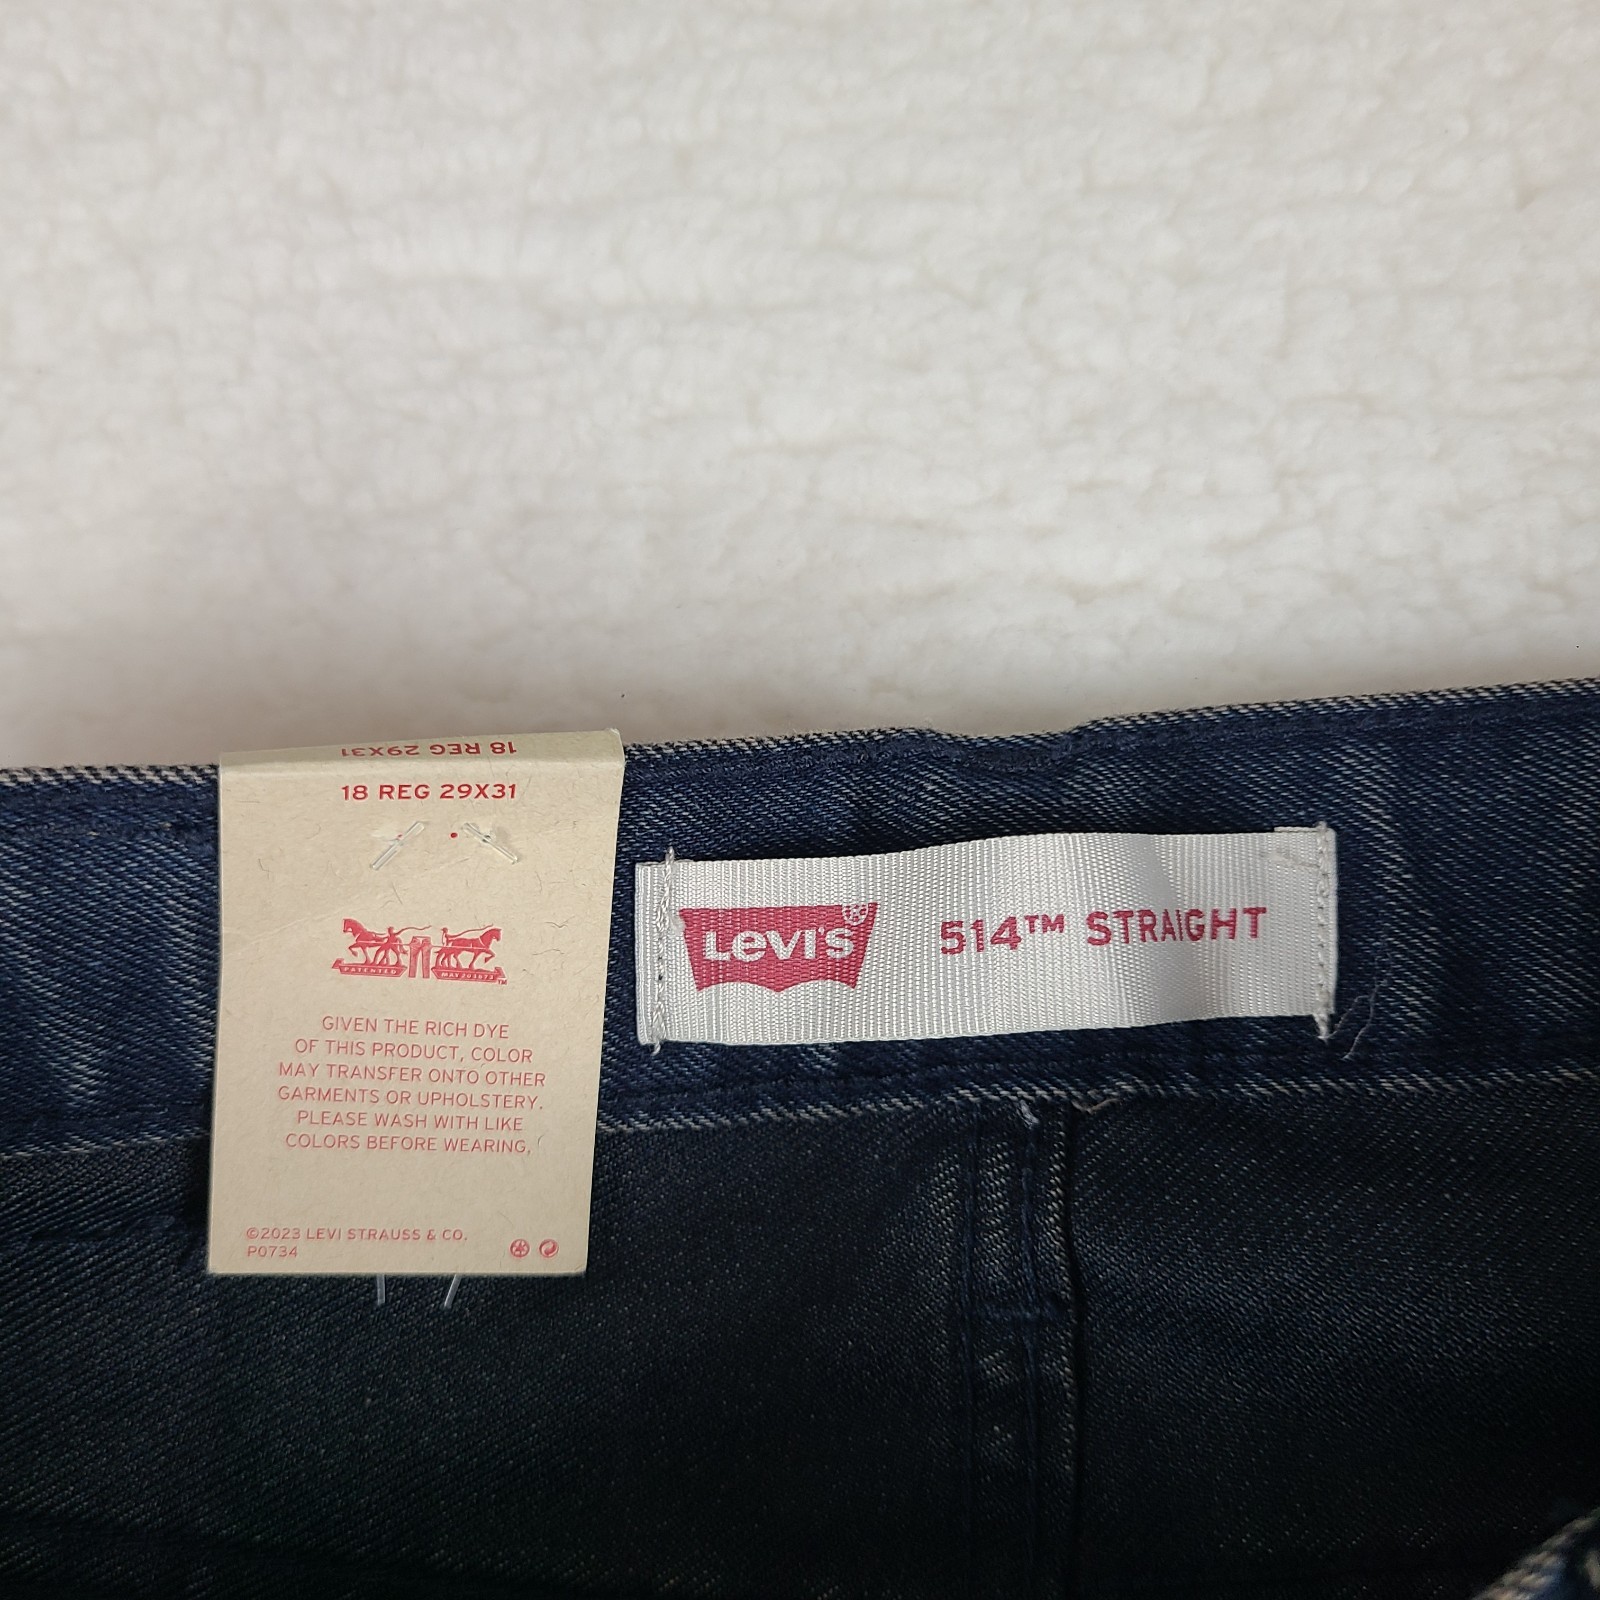 18 REG 29X31
18 REG 29X31
PATENTED MAY 20 1873 TM
GIVEN THE RICH DYE
OF THIS PRODUCT, COLOR
MAY TRANSFER ONTO OTHER
GARMENTS OR UPHOLSTERY.
PLEASE WASH WITH LIKE
COLORS BEFORE WEARING.
©2023 LEVI STRAUSS & CO.
P0734
LEVI'S ® 514™ STRAIGHT